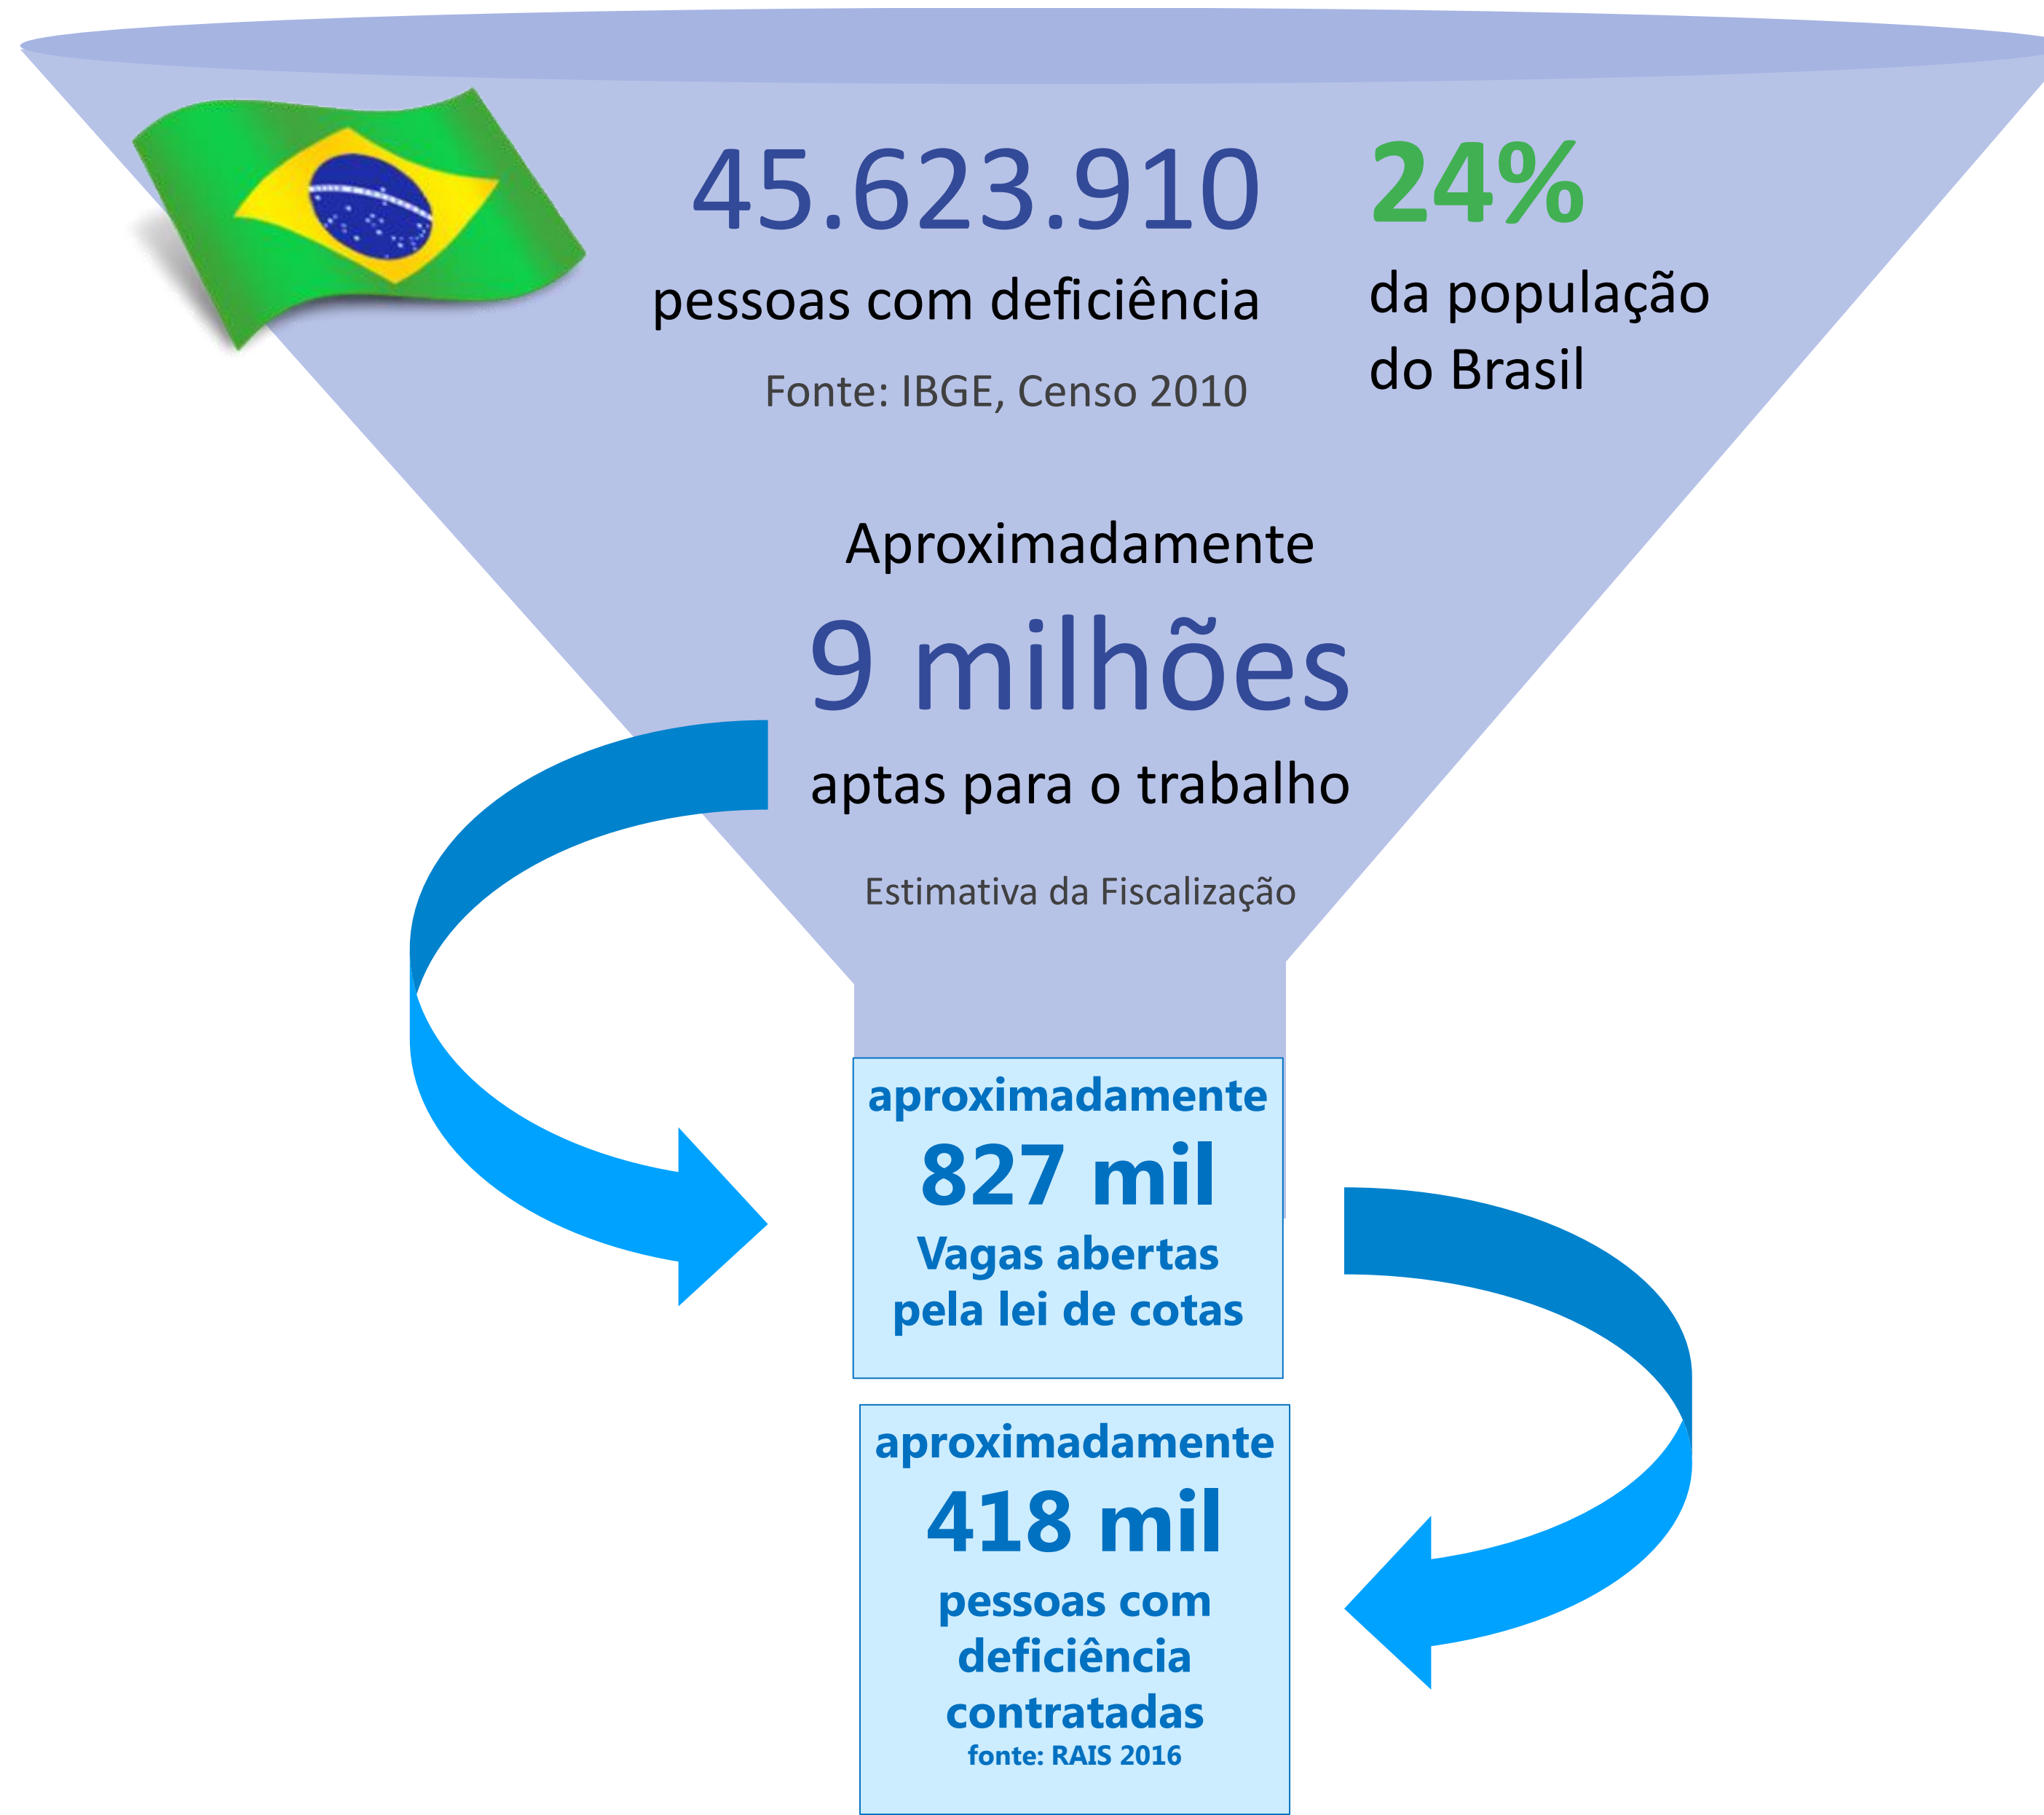 45.623.910
pessoas com deficiência
Fonte: IBGE, Censo 2010
24%
da população
do Brasil
Aproximadamente
9 milhões
aptas para o trabalho
Estimativa da Fiscalização
aproximadamente
827 mil
Vagas abertas
pela lei de cotas
aproximadamente
418 mil
pessoas com
deficiência
contratadas
fonte: RAIS 2016